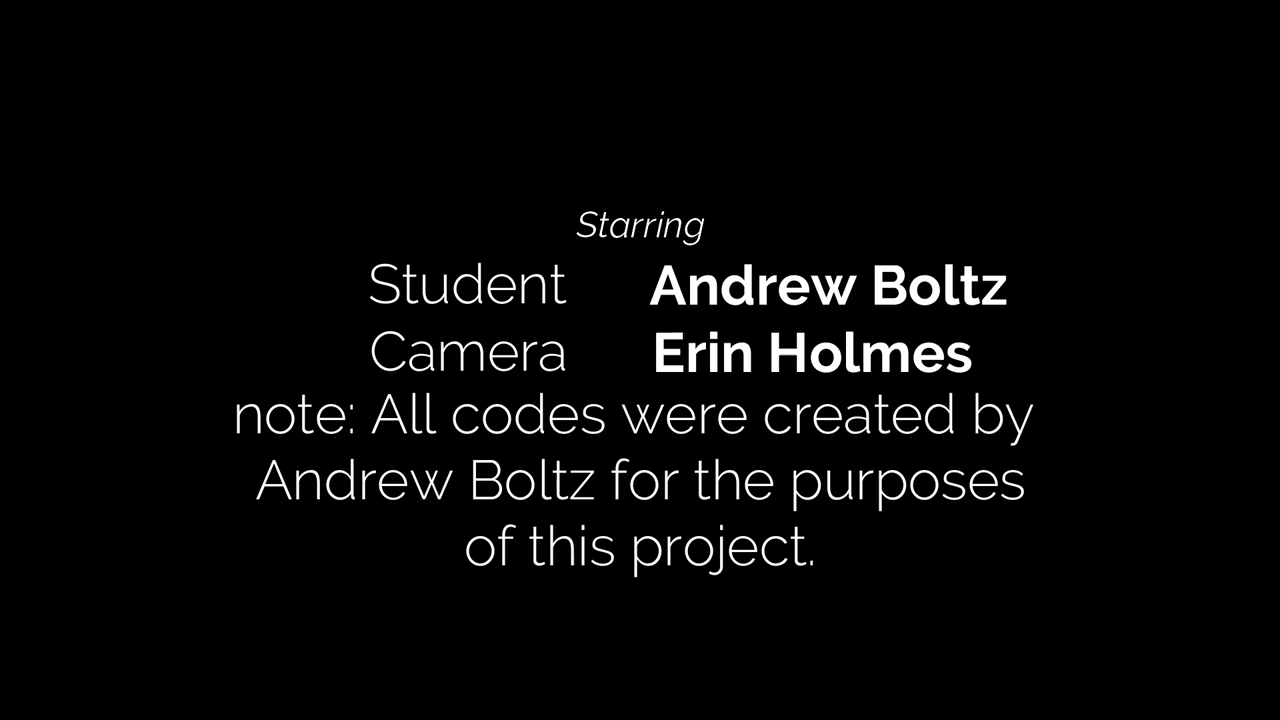 Starring
Student Andrew Boltz
Camera Erin Holmes
note: All codes were created by
Andrew Boltz for the purposes
of this project.